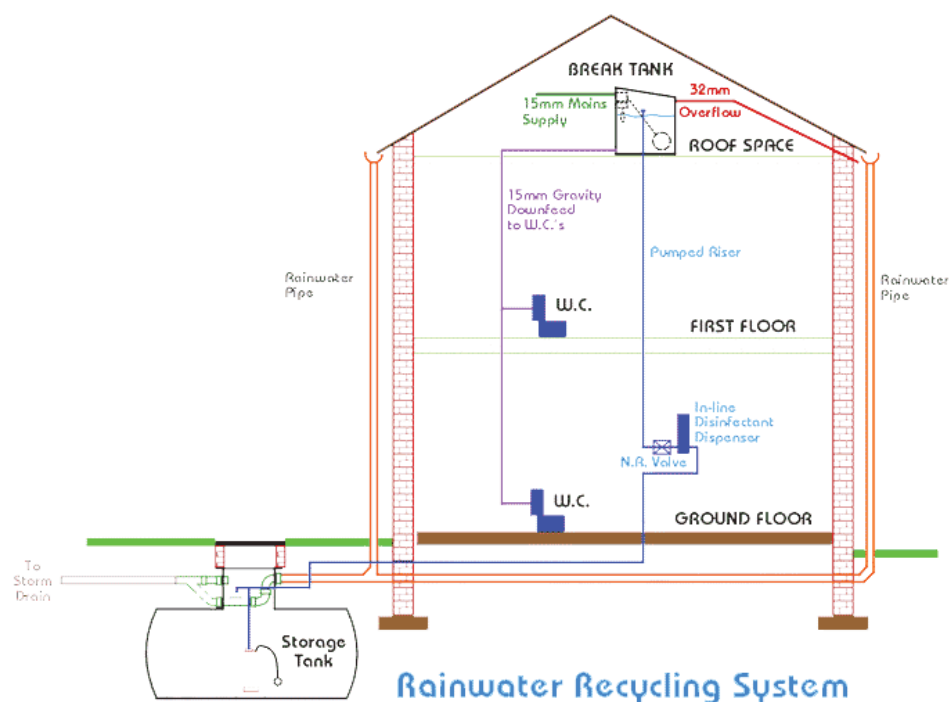 BREAK TANK
32mm
Overflow
15mm Mains
Supply
ROOF SPACE
15mm Gravity
Downfeed
to W.C.'s
Pumped Riser
Rainwater
Pipe
Rainwater
Pipe
W.C.
FIRST FLOOR
In-line
Disinfectant
Dispenser
N.R. Valve
W.C.
GROUND FLOOR
To
Storm
Drain
Storage
Tank
Rainwater Recycling System